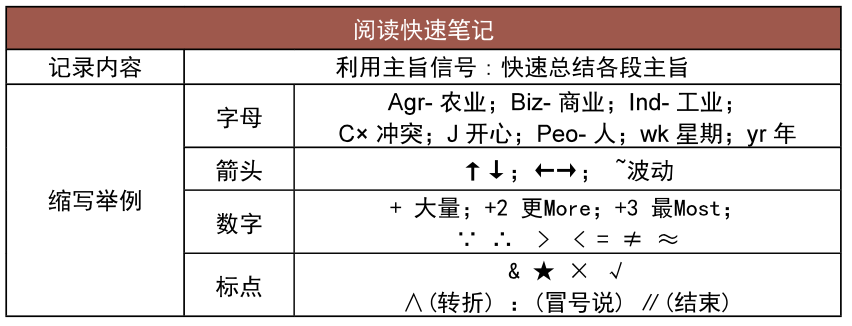 阅读快速笔记
记录内容
利用主旨信号：快速总结各段主旨
缩写举例
字母
Agr- 农业；Biz- 商业；Ind- 工业；
C× 冲突；J 开心；Peo- 人；wk 星期；yr 年
箭头
↑↓；←→； ~波动
数字
+ 大量；+2 更More；+3 最Most；
∵ ∴ > < = ≠ ≈
标点
& ★ × √
∧(转折) ：(冒号说) ∥(结束)